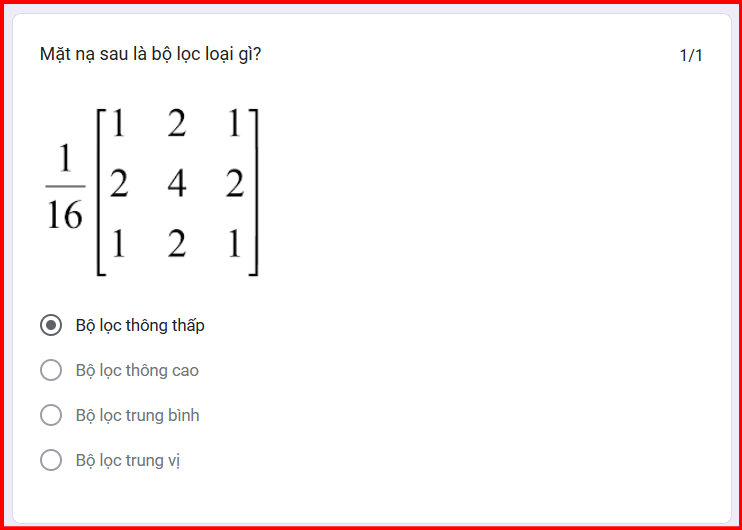 Mặt nạ sau là bộ lọc loại gì?
1/1
1 2 1
1/16 2 4 2
1 2 1
Bộ lọc thông thấp
Bộ lọc thông cao
Bộ lọc trung bình
Bộ lọc trung vị